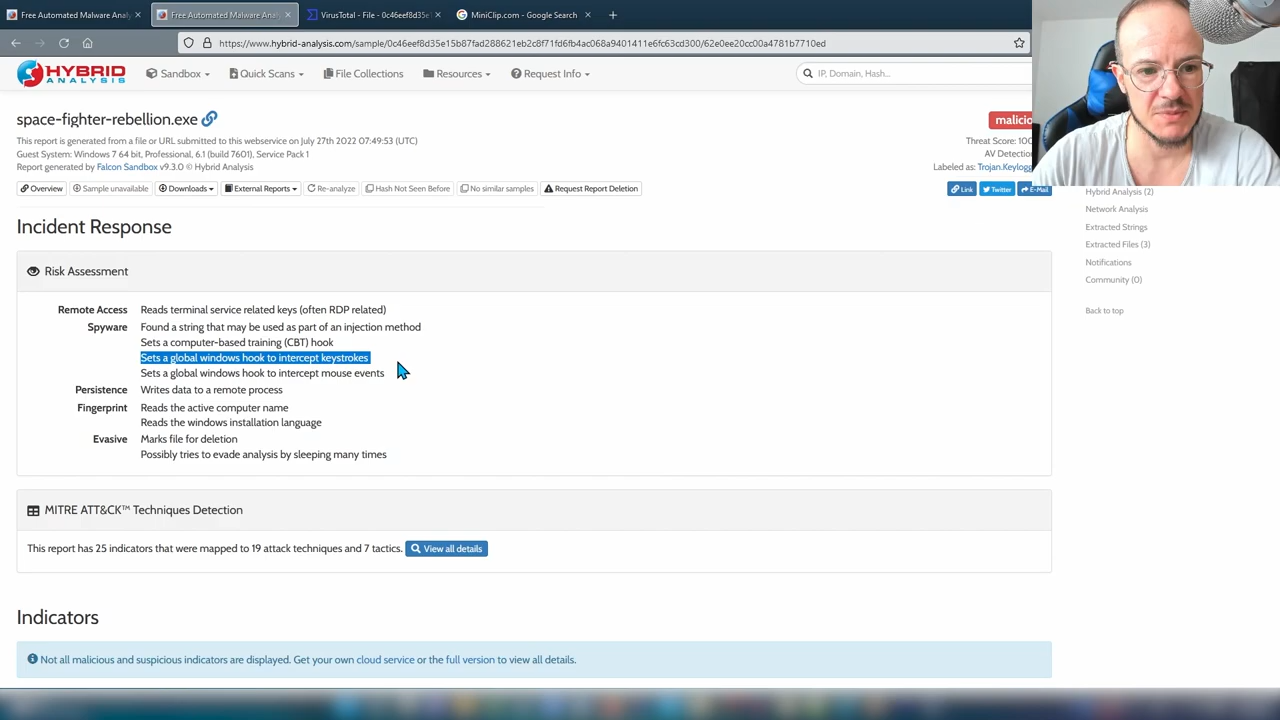 Free Automated Malware Analy
Free Automated Malware Analy
VirusTotal - File - 0c46eef8d35e1
MiniClip.com - Google Search
https://www.hybrid-analysis.com/sample/0c46eef8d35e15b87fad288621eb2c8f71fd6fb4ac068a9401411e6fc63cd300/62e0ee20cc00a4781b7710ed
HYBRID ANALYSIS
Sandbox
Quick Scans
File Collections
Resources
Request Info
IP, Domain, Hash...
space-fighter-rebellion.exe
malicio
This report is generated from a file or URL submitted to this webservice on July 27th 2022 07:49:53 (UTC)
Threat Score: 100
Guest System: Windows 7 64 bit, Professional, 6.1 (build 7601), Service Pack 1
AV Detection
Report generated by Falcon Sandbox v9.3.0 © Hybrid Analysis
Labeled as: Trojan.Keylogg
Overview
Sample unavailable
Downloads
External Reports
Re-analyze
Hash Not Seen Before
No similar samples
Request Report Deletion
Link
Twitter
E-Mail
Hybrid Analysis (2)
Network Analysis
Extracted Strings
Extracted Files (3)
Notifications
Community (0)
Back to top
Incident Response
Risk Assessment
Remote Access Reads terminal service related keys (often RDP related)
Spyware Found a string that may be used as part of an injection method
Sets a computer-based training (CBT) hook
Sets a global windows hook to intercept keystrokes
Sets a global windows hook to intercept mouse events
Persistence Writes data to a remote process
Fingerprint Reads the active computer name
Reads the windows installation language
Evasive Marks file for deletion
Possibly tries to evade analysis by sleeping many times
MITRE ATT&CK™ Techniques Detection
This report has 25 indicators that were mapped to 19 attack techniques and 7 tactics. View all details
Indicators
Not all malicious and suspicious indicators are displayed. Get your own cloud service or the full version to view all details.